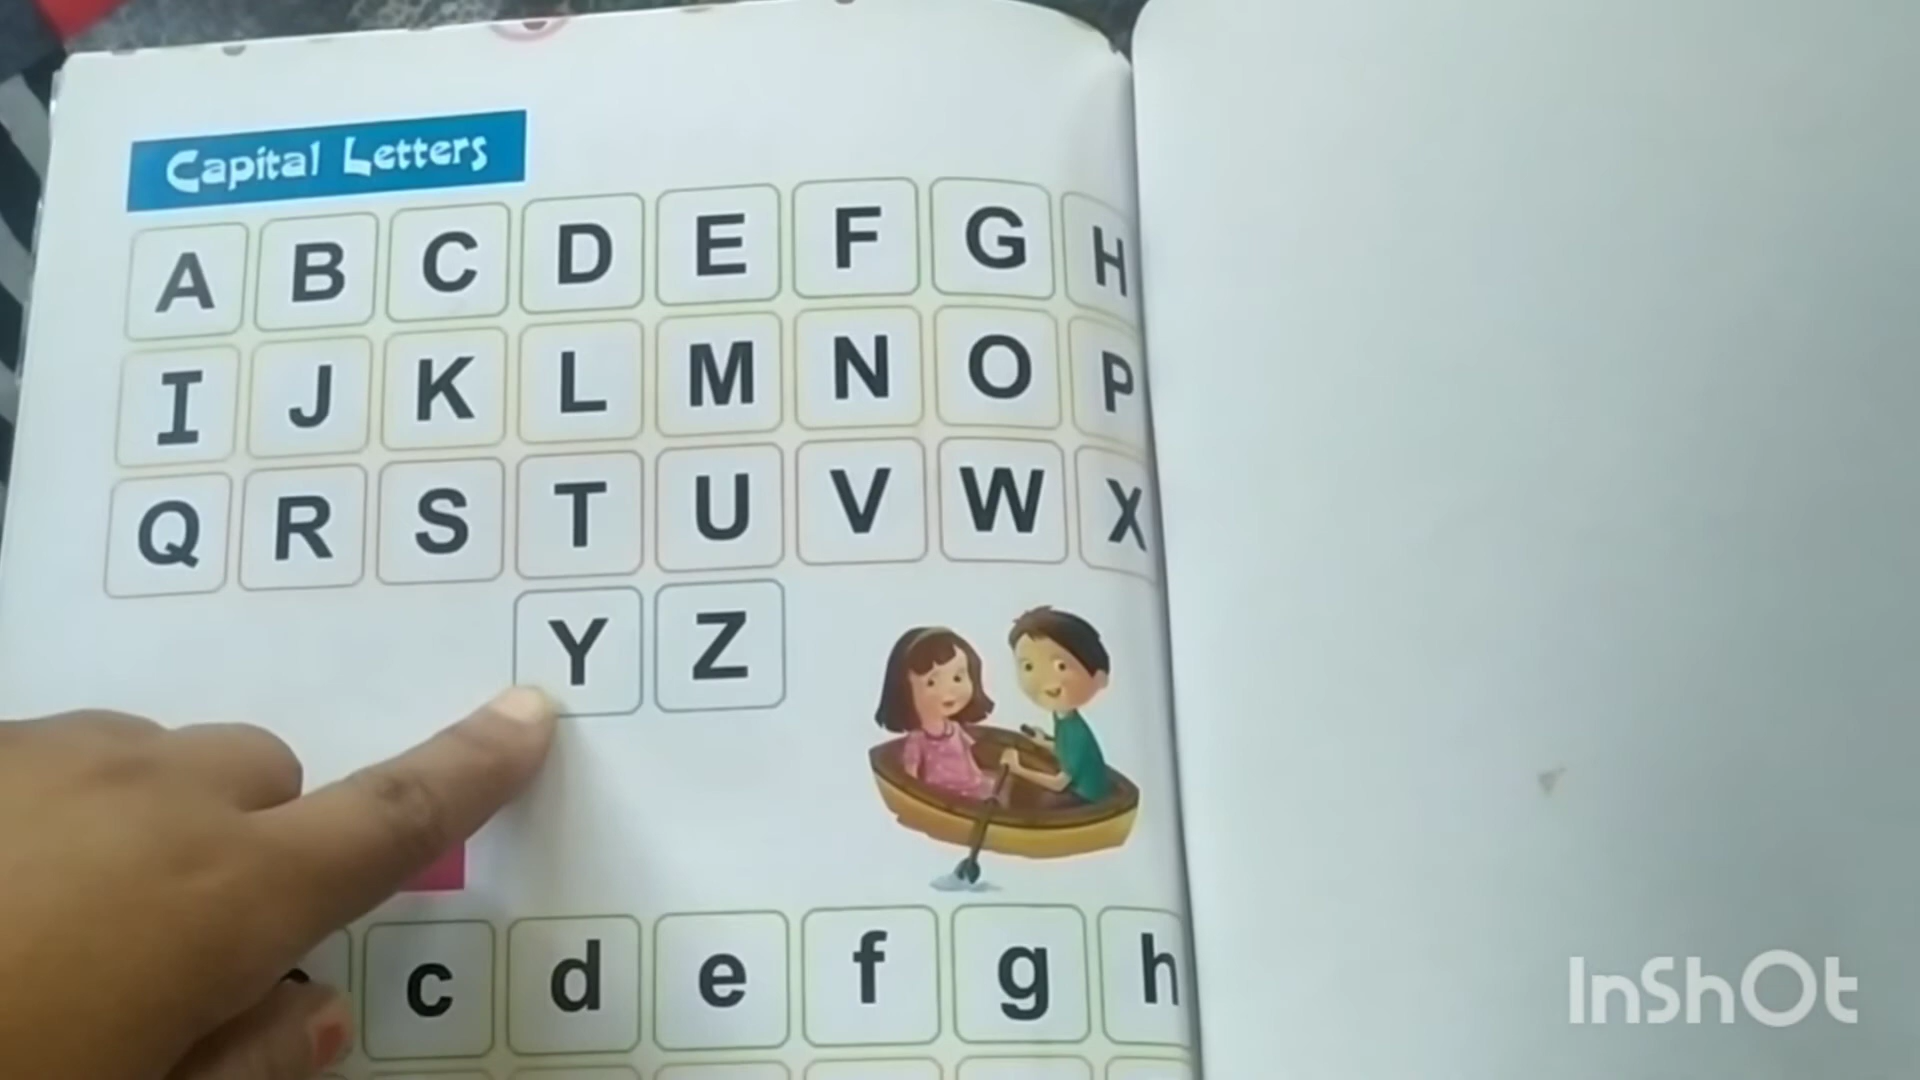 Capital Letters
A B C D E F G H
I J K L M N O P
Q R S T U V W X
Y Z
c d e f g h
InShOt